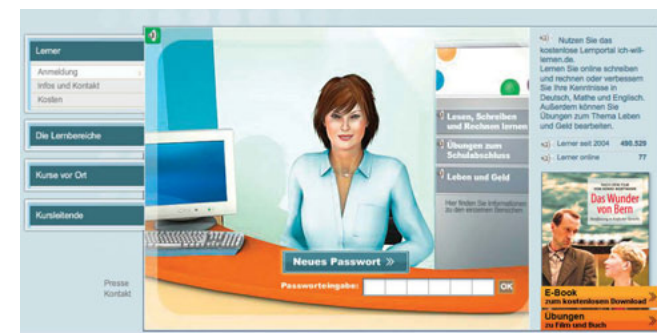 Lerner
Anmeldung
Infos und Kontakt
Kosten
Die Lernbereiche
Kurse vor Ort
Kursleitende
Presse
Kontakt
Lesen, Schreiben
und Rechnen lernen
Übungen zum
Schulabschluss
Leben und Geld
Hier finden Sie Informationen
zu den einzelnen Bereichen
Neues Passwort »
Passworteingabe:
OK
Nutzen Sie das
kostenlose Lernportal ich-will-
lernen.de.
Lernen Sie online schreiben
und rechnen oder verbessern
Sie Ihre Kenntnisse in
Deutsch, Mathe und Englisch.
Außerdem können Sie
Übungen zum Thema Leben
und Geld bearbeiten.
Lerner seit 2004 490.529
Lerner online 77
Das Wunder
von Bern
E-Book
zum kostenlosen Download
Übungen
zu Film und Buch